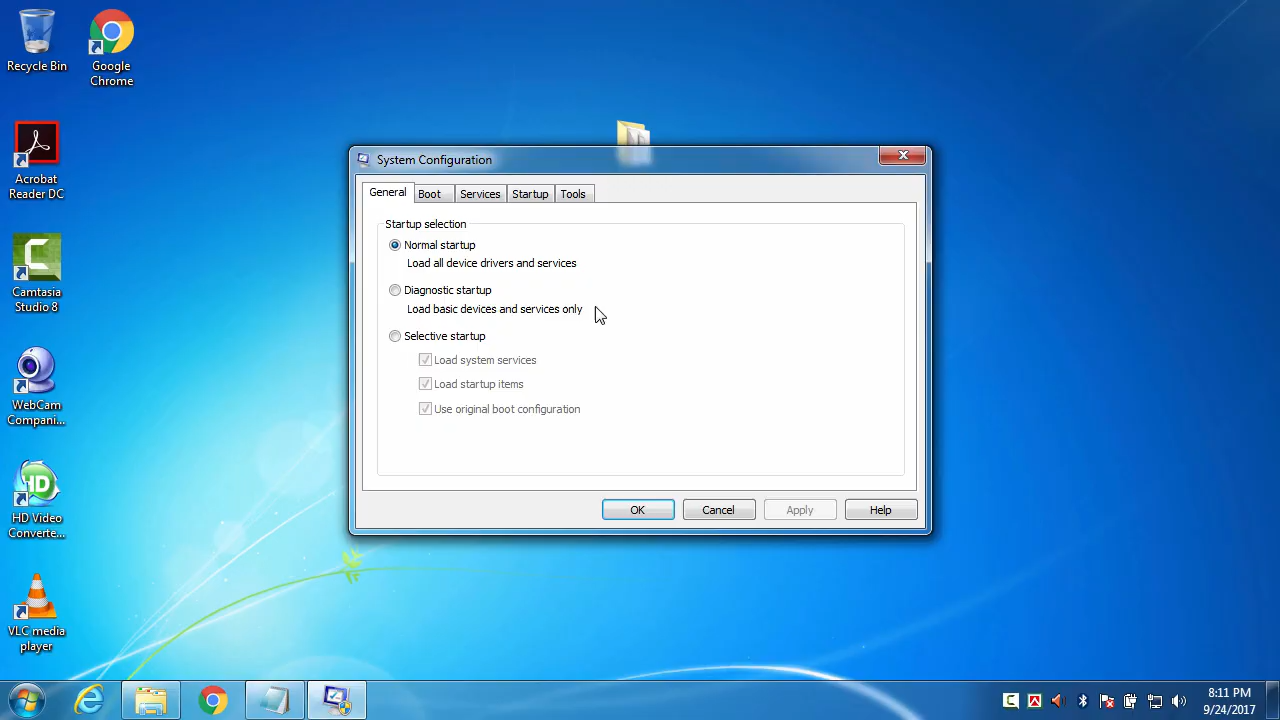 Recycle Bin
Google
Chrome
Acrobat
Reader DC
Camtasia
Studio 8
WebCam
Compani...
HD
HD Video
Converte...
VLC media
player
System Configuration
General
Boot
Services
Startup
Tools
Startup selection
Normal startup
Load all device drivers and services
Diagnostic startup
Load basic devices and services only
Selective startup
Load system services
Load startup items
Use original boot configuration
OK
Cancel
Apply
Help
8:11 PM
9/24/2017